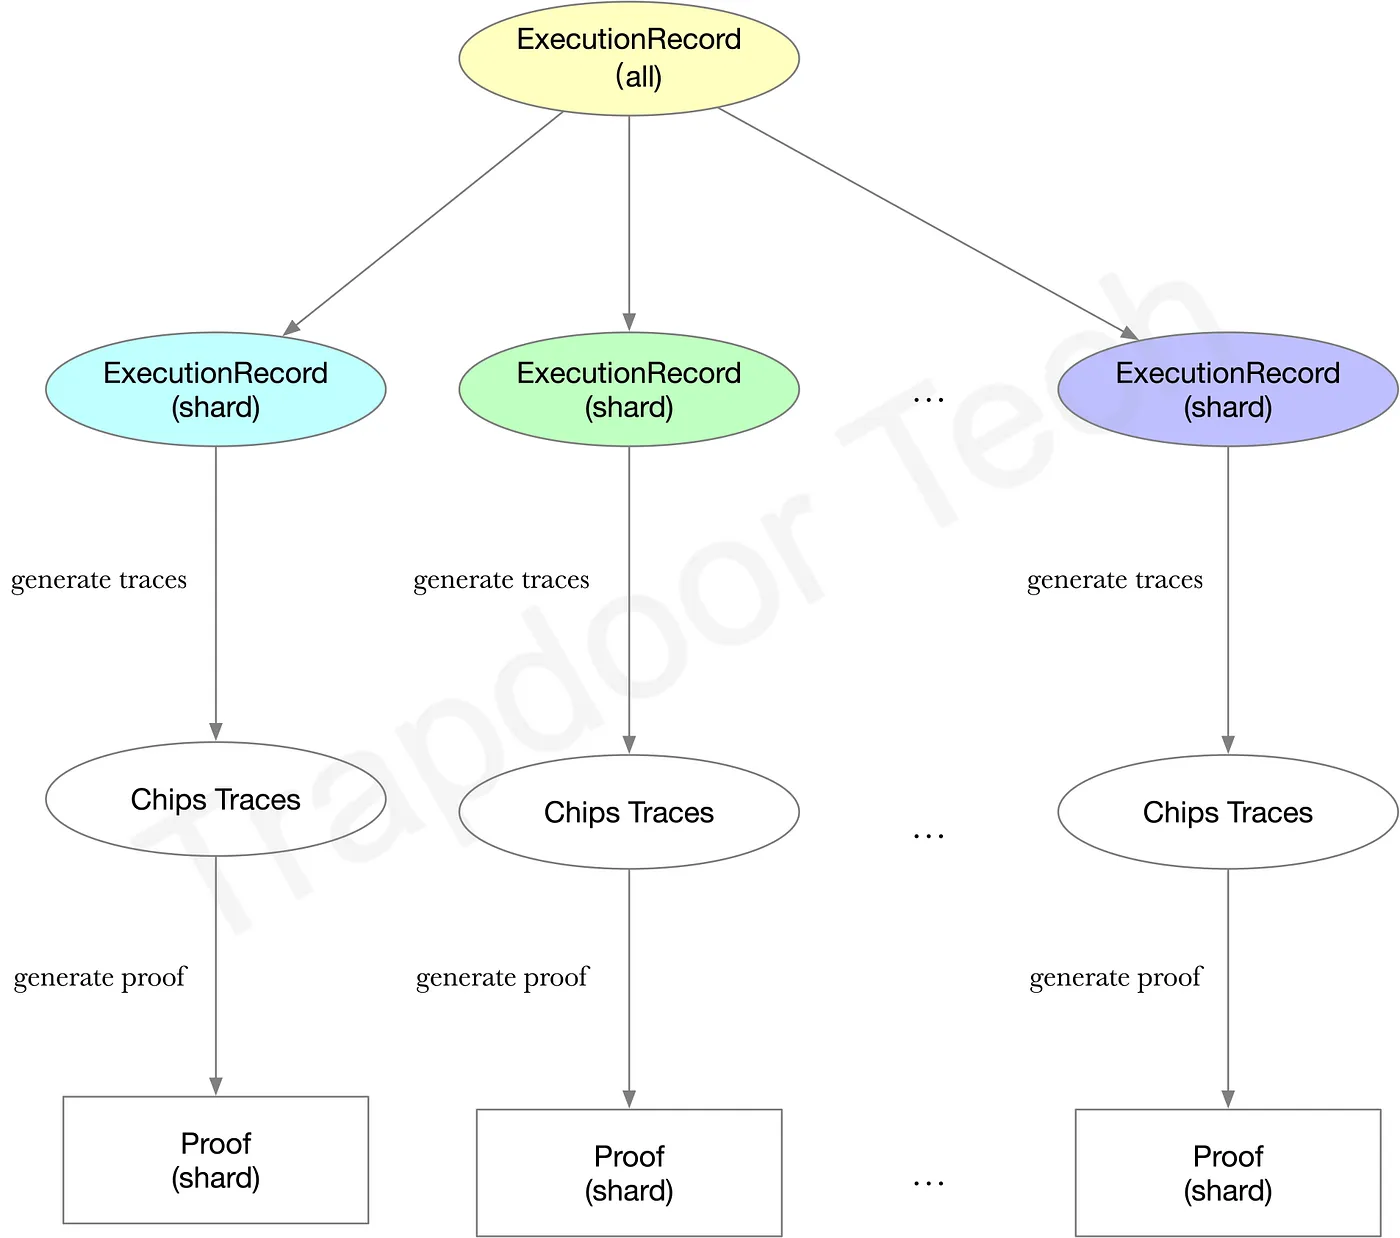 ExecutionRecord
(all)
ExecutionRecord
(shard)
ExecutionRecord
(shard)
...
ExecutionRecord
(shard)
generate traces
generate traces
generate traces
Chips Traces
Chips Traces
...
Chips Traces
generate proof
generate proof
generate proof
Proof
(shard)
Proof
(shard)
...
Proof
(shard)
Trapdoor Tech